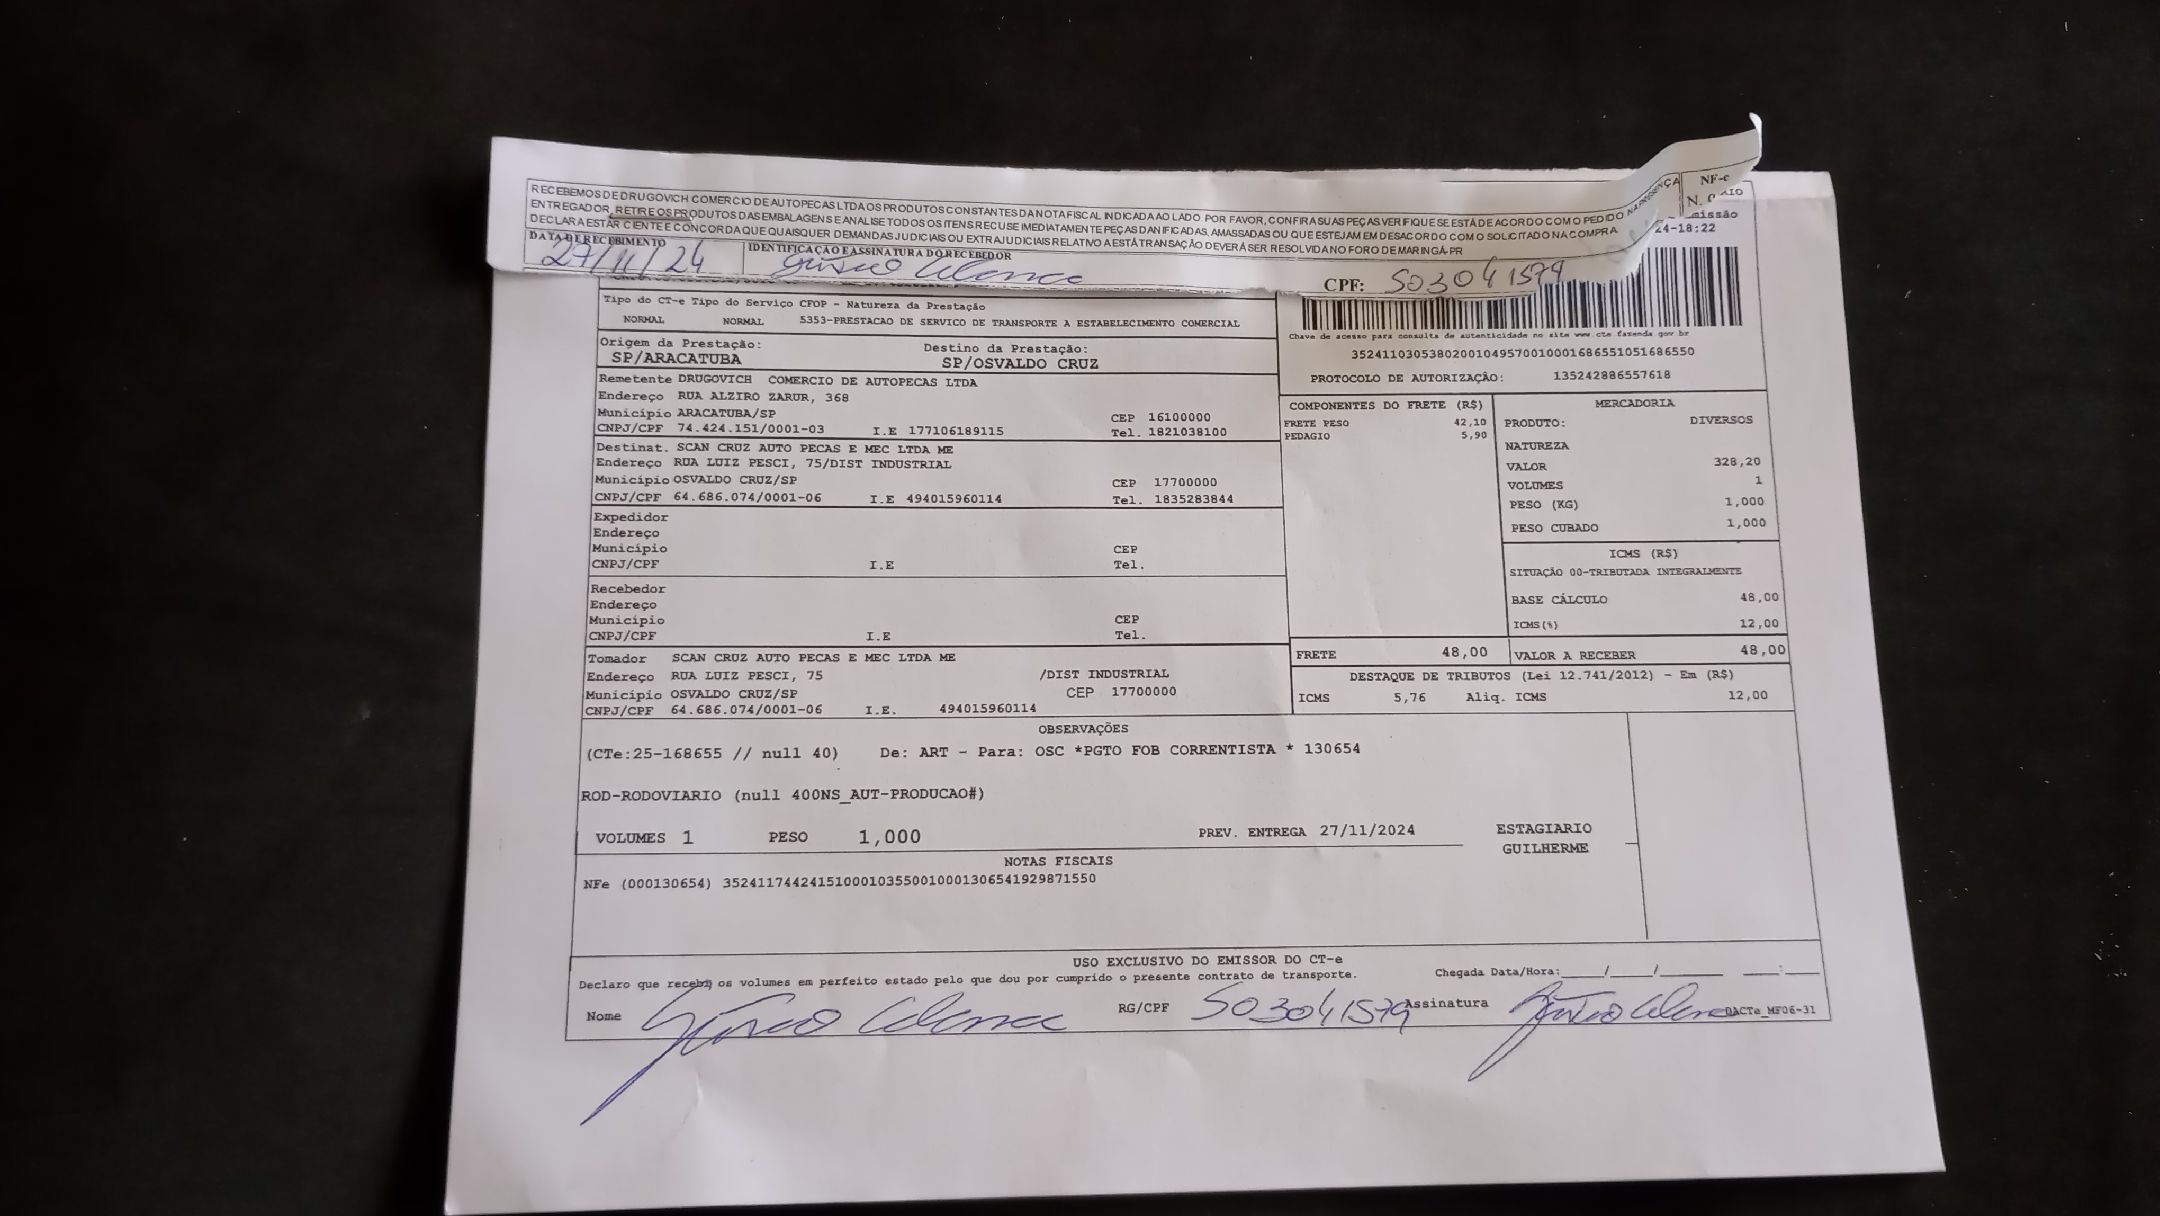 RECEBEMOS DE DRUGOVICH COMERCIO DE AUTOPECAS LTDA OS PRODUTOS CONSTANTES DA NOTA FISCAL INDICADA AO LADO. POR FAVOR, CONFIRA SUAS PEÇAS VERIFIQUE SE ESTÁ DE ACORDO COM O PEDIDO NA PRESENÇA
ENTREGADOR, RETIRE OS PRODUTOS DAS EMBALAGENS E ANALISE TODOS OS ITENS RECUSE IMEDIATAMENTE PEÇAS DANIFICADAS, AMASSADAS OU QUE ESTEJAM EM DESACORDO COM O SOLICITADO NA COMPRA
DECLARA ESTAR CIENTE E CONCORDA QUE QUAISQUER DEMANDAS JUDICIAIS OU EXTRAJUDICIAIS RELATIVO A ESTÁ TRANSAÇÃO DEVERÁ SER RESOLVIDA NO FORO DE MARINGÁ-PR
NF-e
N.
24-18:22
DATA DE RECEBIMENTO
IDENTIFICAÇÃO E ASSINATURA DO RECEBEDOR
27/11/24
CPF: 503041579
Tipo do CT-e Tipo do Serviço CFOP - Natureza da Prestação
NORMAL NORMAL 5353-PRESTACAO DE SERVICO DE TRANSPORTE A ESTABELECIMENTO COMERCIAL
Chave de acesso para consulta de autenticidade no site www.cte fazenda gov br
35241103053802001049570010001686551051686550
PROTOCOLO DE AUTORIZAÇÃO: 135242886557618
Origem da Prestação: Destino da Prestação:
SP/ARACATUBA SP/OSVALDO CRUZ
Remetente DRUGOVICH COMERCIO DE AUTOPECAS LTDA
Endereço RUA ALZIRO ZARUR, 368
Município ARACATUBA/SP CEP 16100000
CNPJ/CPF 74.424.151/0001-03 I.E 177106189115 Tel. 1821038100
Destinat. SCAN CRUZ AUTO PECAS E MEC LTDA ME
Endereço RUA LUIZ PESCI, 75/DIST INDUSTRIAL
Município OSVALDO CRUZ/SP CEP 17700000
CNPJ/CPF 64.686.074/0001-06 I.E 494015960114 Tel. 1835283844
Expedidor
Endereço
Município CEP
CNPJ/CPF I.E Tel.
Recebedor
Endereço
Município CEP
CNPJ/CPF I.E Tel.
Tomador SCAN CRUZ AUTO PECAS E MEC LTDA ME
Endereço RUA LUIZ PESCI, 75 /DIST INDUSTRIAL
Município OSVALDO CRUZ/SP CEP 17700000
CNPJ/CPF 64.686.074/0001-06 I.E. 494015960114
COMPONENTES DO FRETE (R$)
FRETE PESO 42,10
PEDAGIO 5,90
MERCADORIA
PRODUTO: DIVERSOS
NATUREZA
VALOR 328,20
VOLUMES 1
PESO (KG) 1,000
PESO CUBADO 1,000
ICMS (R$)
SITUAÇÃO 00-TRIBUTADA INTEGRALMENTE
BASE CÁLCULO 48,00
ICMS(%) 12,00
FRETE 48,00 VALOR A RECEBER 48,00
DESTAQUE DE TRIBUTOS (Lei 12.741/2012) - Em (R$)
ICMS 5,76 Aliq. ICMS 12,00
OBSERVAÇÕES
(CTe:25-168655 // null 40) De: ART - Para: OSC *PGTO FOB CORRENTISTA * 130654
ROD-RODOVIARIO (null 400NS_AUT-PRODUCAO#)
VOLUMES 1 PESO 1,000 PREV. ENTREGA 27/11/2024
ESTAGIARIO
GUILHERME
NOTAS FISCAIS
NFe (000130654) 35241174424151000103550010001306541929871550
USO EXCLUSIVO DO EMISSOR DO CT-e
Declaro que recebi os volumes em perfeito estado pelo que dou por cumprido o presente contrato de transporte. Chegada Data/Hora:____/____/______ ___:___
Nome RG/CPF 503041579 Assinatura DACTe_MF06-31